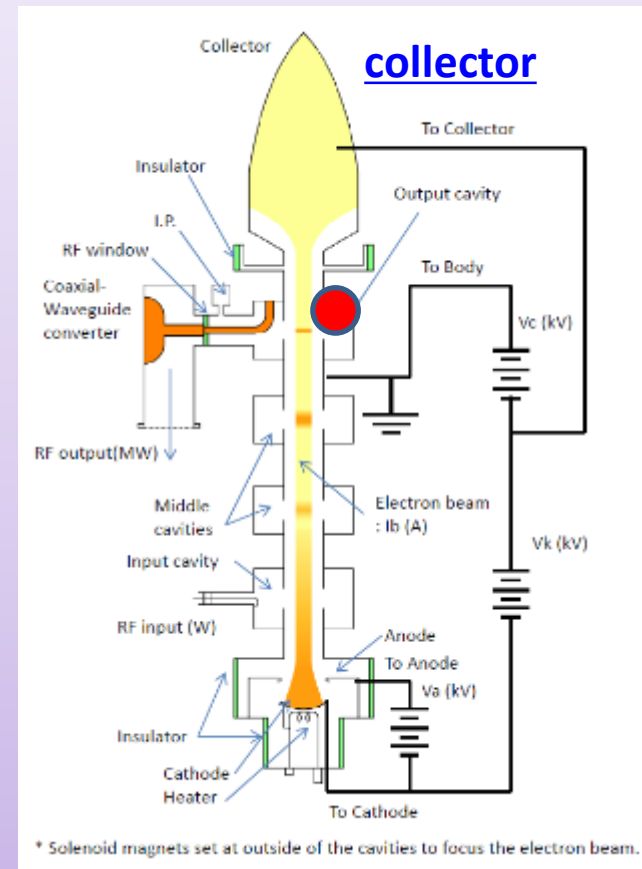 Collector
collector
To Collector
Insulator
Output cavity
I.P.
RF window
To Body
Coaxial-
Waveguide
converter
Vc (kV)
RF output(MW)
Electron beam
: Ib (A)
Middle
cavities
Vk (kV)
Input cavity
RF input (W)
Anode
To Anode
Va (kV)
Insulator
Cathode
Heater
To Cathode
* Solenoid magnets set at outside of the cavities to focus the electron beam.